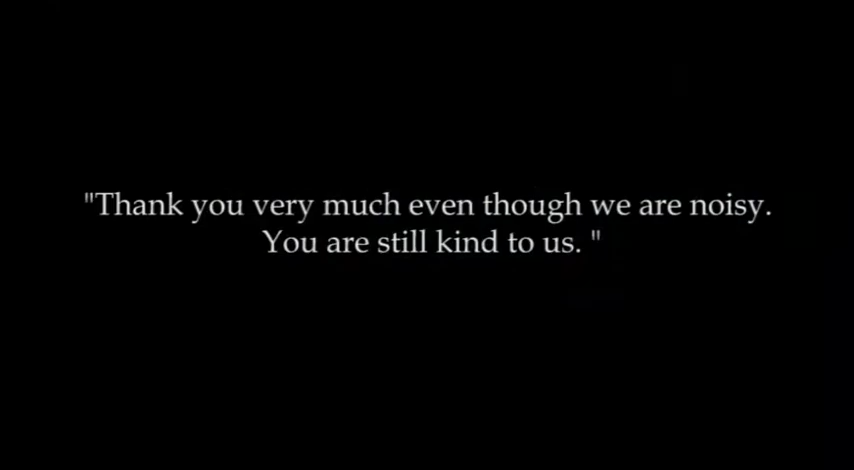 "Thank you very much even though we are noisy.
You are still kind to us. "